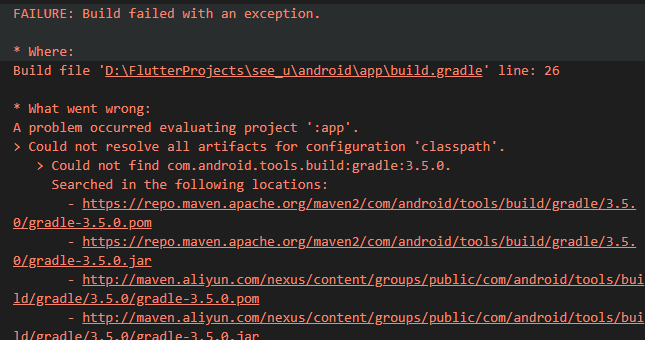 FAILURE: Build failed with an exception.
* Where:
Build file 'D:\FlutterProjects\see_u\android\app\build.gradle' line: 26
* What went wrong:
A problem occurred evaluating project ':app'.
> Could not resolve all artifacts for configuration 'classpath'.
> Could not find com.android.tools.build:gradle:3.5.0.
Searched in the following locations:
- https://repo.maven.apache.org/maven2/com/android/tools/build/gradle/3.5.
0/gradle-3.5.0.pom
- https://repo.maven.apache.org/maven2/com/android/tools/build/gradle/3.5.
0/gradle-3.5.0.jar
- http://maven.aliyun.com/nexus/content/groups/public/com/android/tools/bui
ld/gradle/3.5.0/gradle-3.5.0.pom
- http://maven.aliyun.com/nexus/content/groups/public/com/android/tools/bui
ld/gradle/3.5.0/gradle-3.5.0.jar